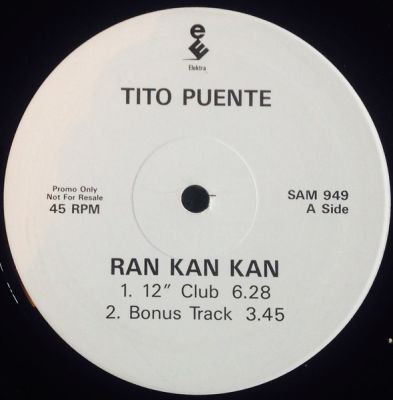 Elektra
TITO PUENTE
Promo Only
Not For Resale
45 RPM
SAM 949
A Side
RAN KAN KAN
1. 12" Club 6.28
2. Bonus Track 3.45